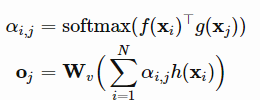 α_{i,j} = softmax(f(𝐱_i)^⊤ g(𝐱_j))
𝐨_j = 𝐖_v ( ∑_{i=1}^{N} α_{i,j} h(𝐱_i) )